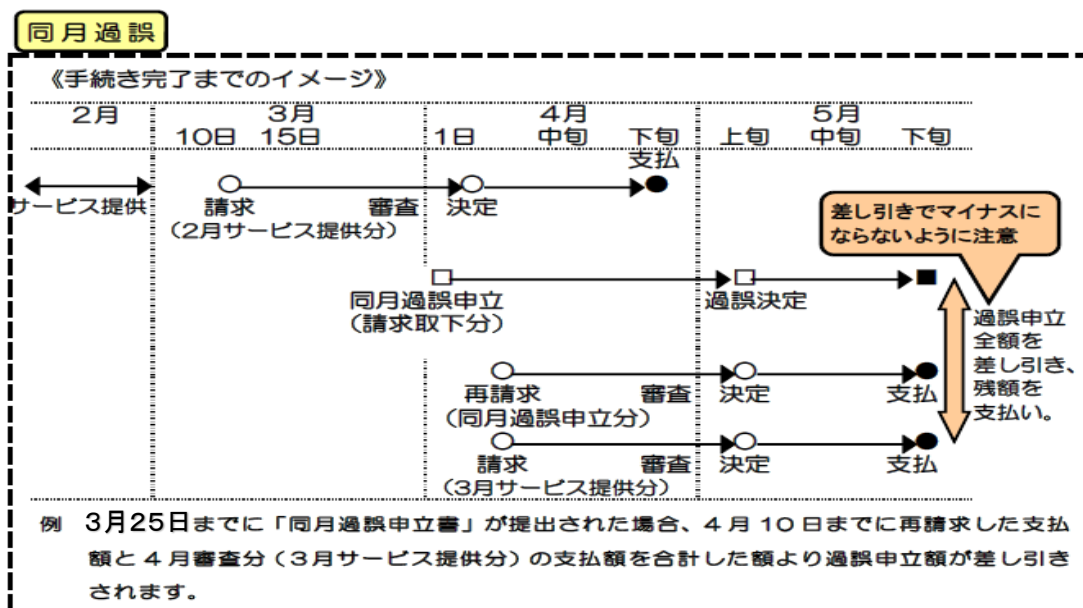 同月過誤
《手続き完了までのイメージ》
2月 3月 4月 5月
10日 15日 1日 中旬 下旬 上旬 中旬 下旬
支払
サービス提供 請求 審査 決定
(2月サービス提供分)
差し引きでマイナスに
ならないように注意
同月過誤申立 過誤決定
(請求取下分)
過誤申立
全額を
差し引き、
残額を
支払い。
再請求 審査 決定 支払
(同月過誤申立分)
請求 審査 決定 支払
(3月サービス提供分)
例 3月25日までに「同月過誤申立書」が提出された場合、4月10日までに再請求した支払
額と4月審査分(3月サービス提供分)の支払額を合計した額より過誤申立額が差し引き
されます。